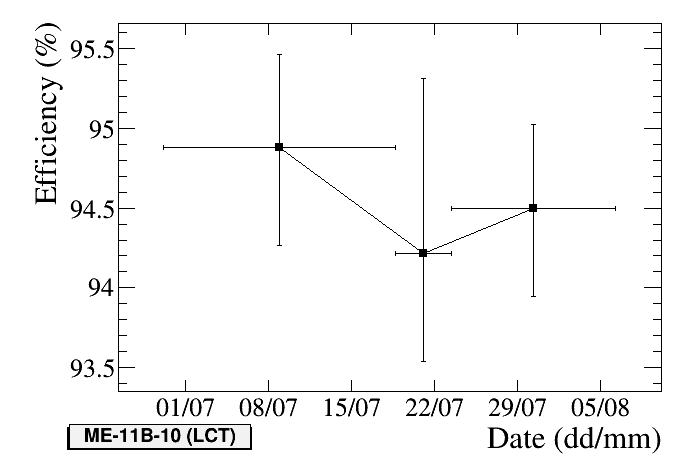 Efficiency (%)
95.5
95
94.5
94
93.5
01/07 08/07 15/07 22/07 29/07 05/08
ME-11B-10 (LCT)
Date (dd/mm)